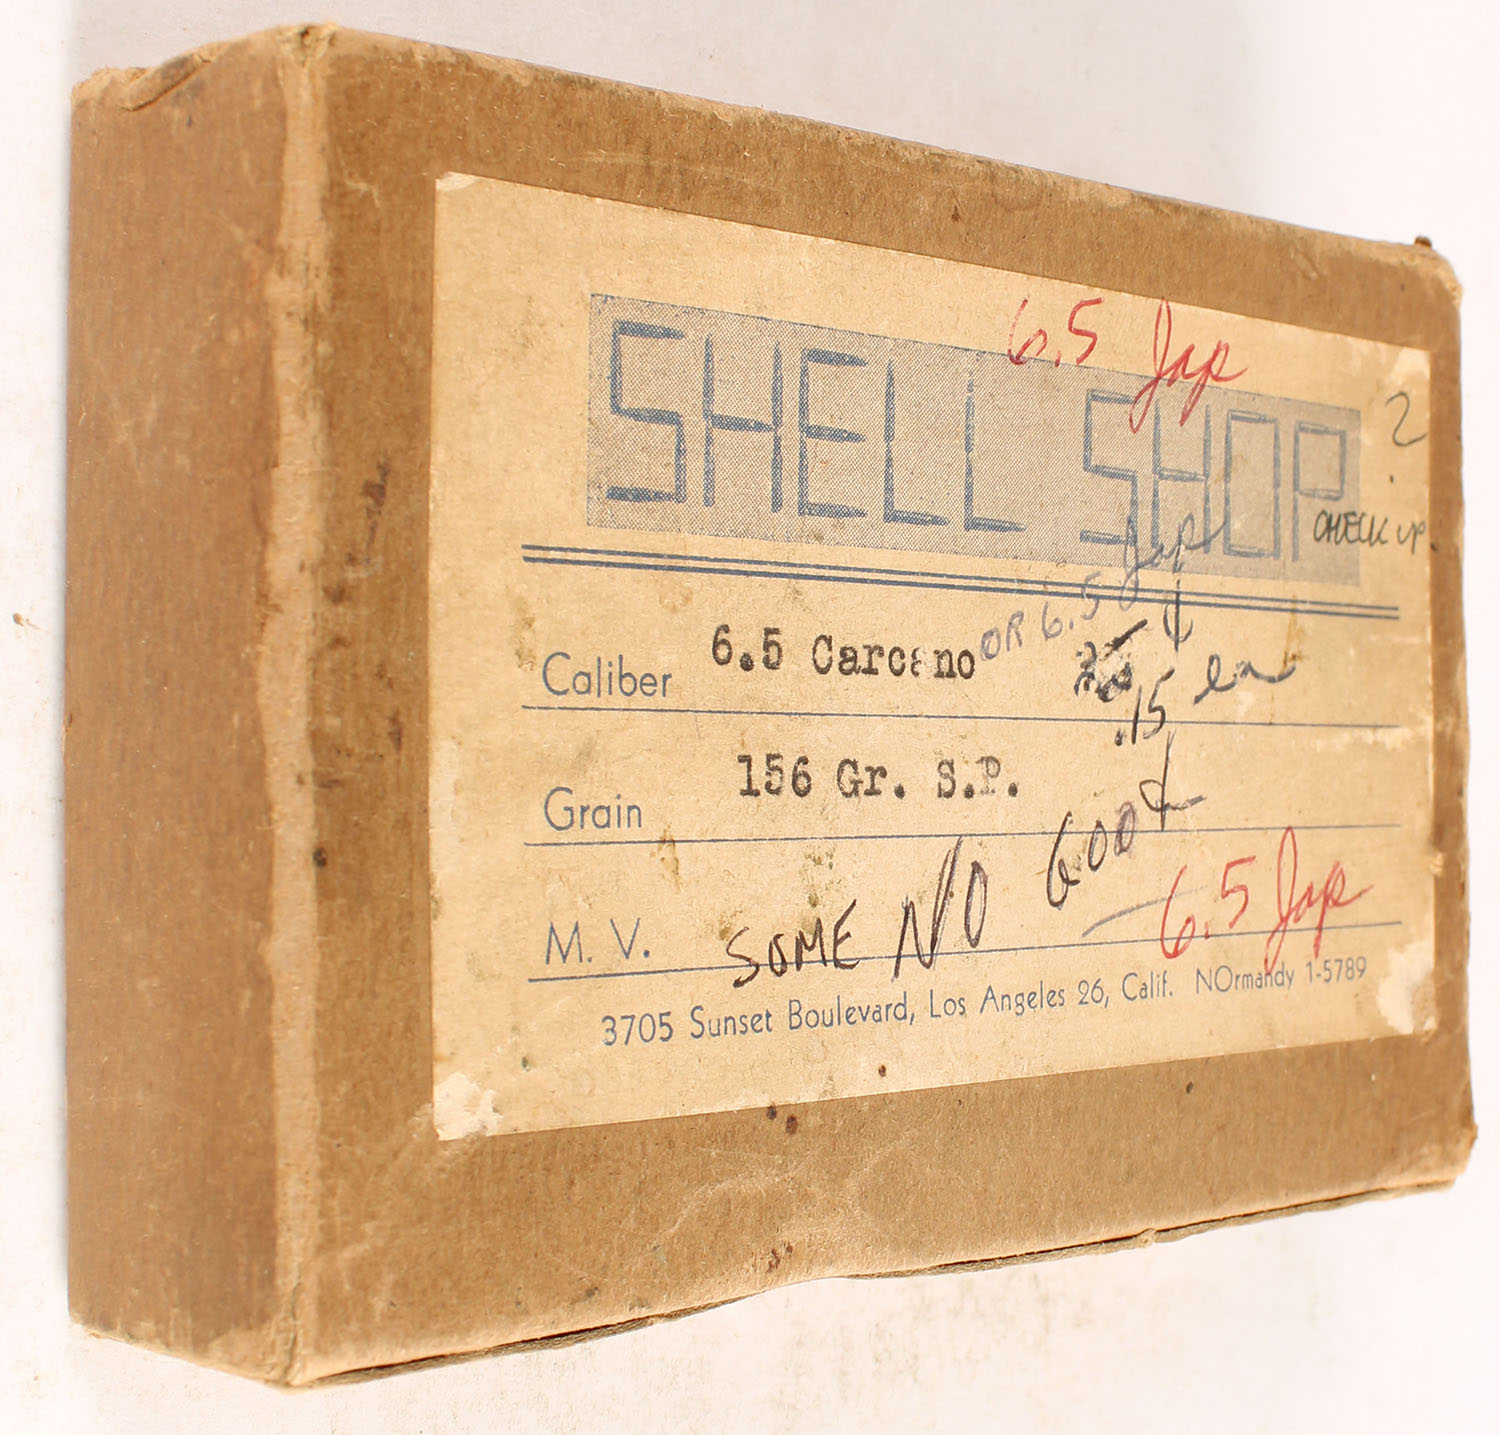 6.5 Jap
SHELL SHOP
?
CHECK UP.
Caliber 6.5 Carcano OR 6.5 Jap
.15 ea
Grain 156 Gr. S.P.
M. V. SOME NO GOOd
6.5 Jap
3705 Sunset Boulevard, Los Angeles 26, Calif. NOrmandy 1-5789